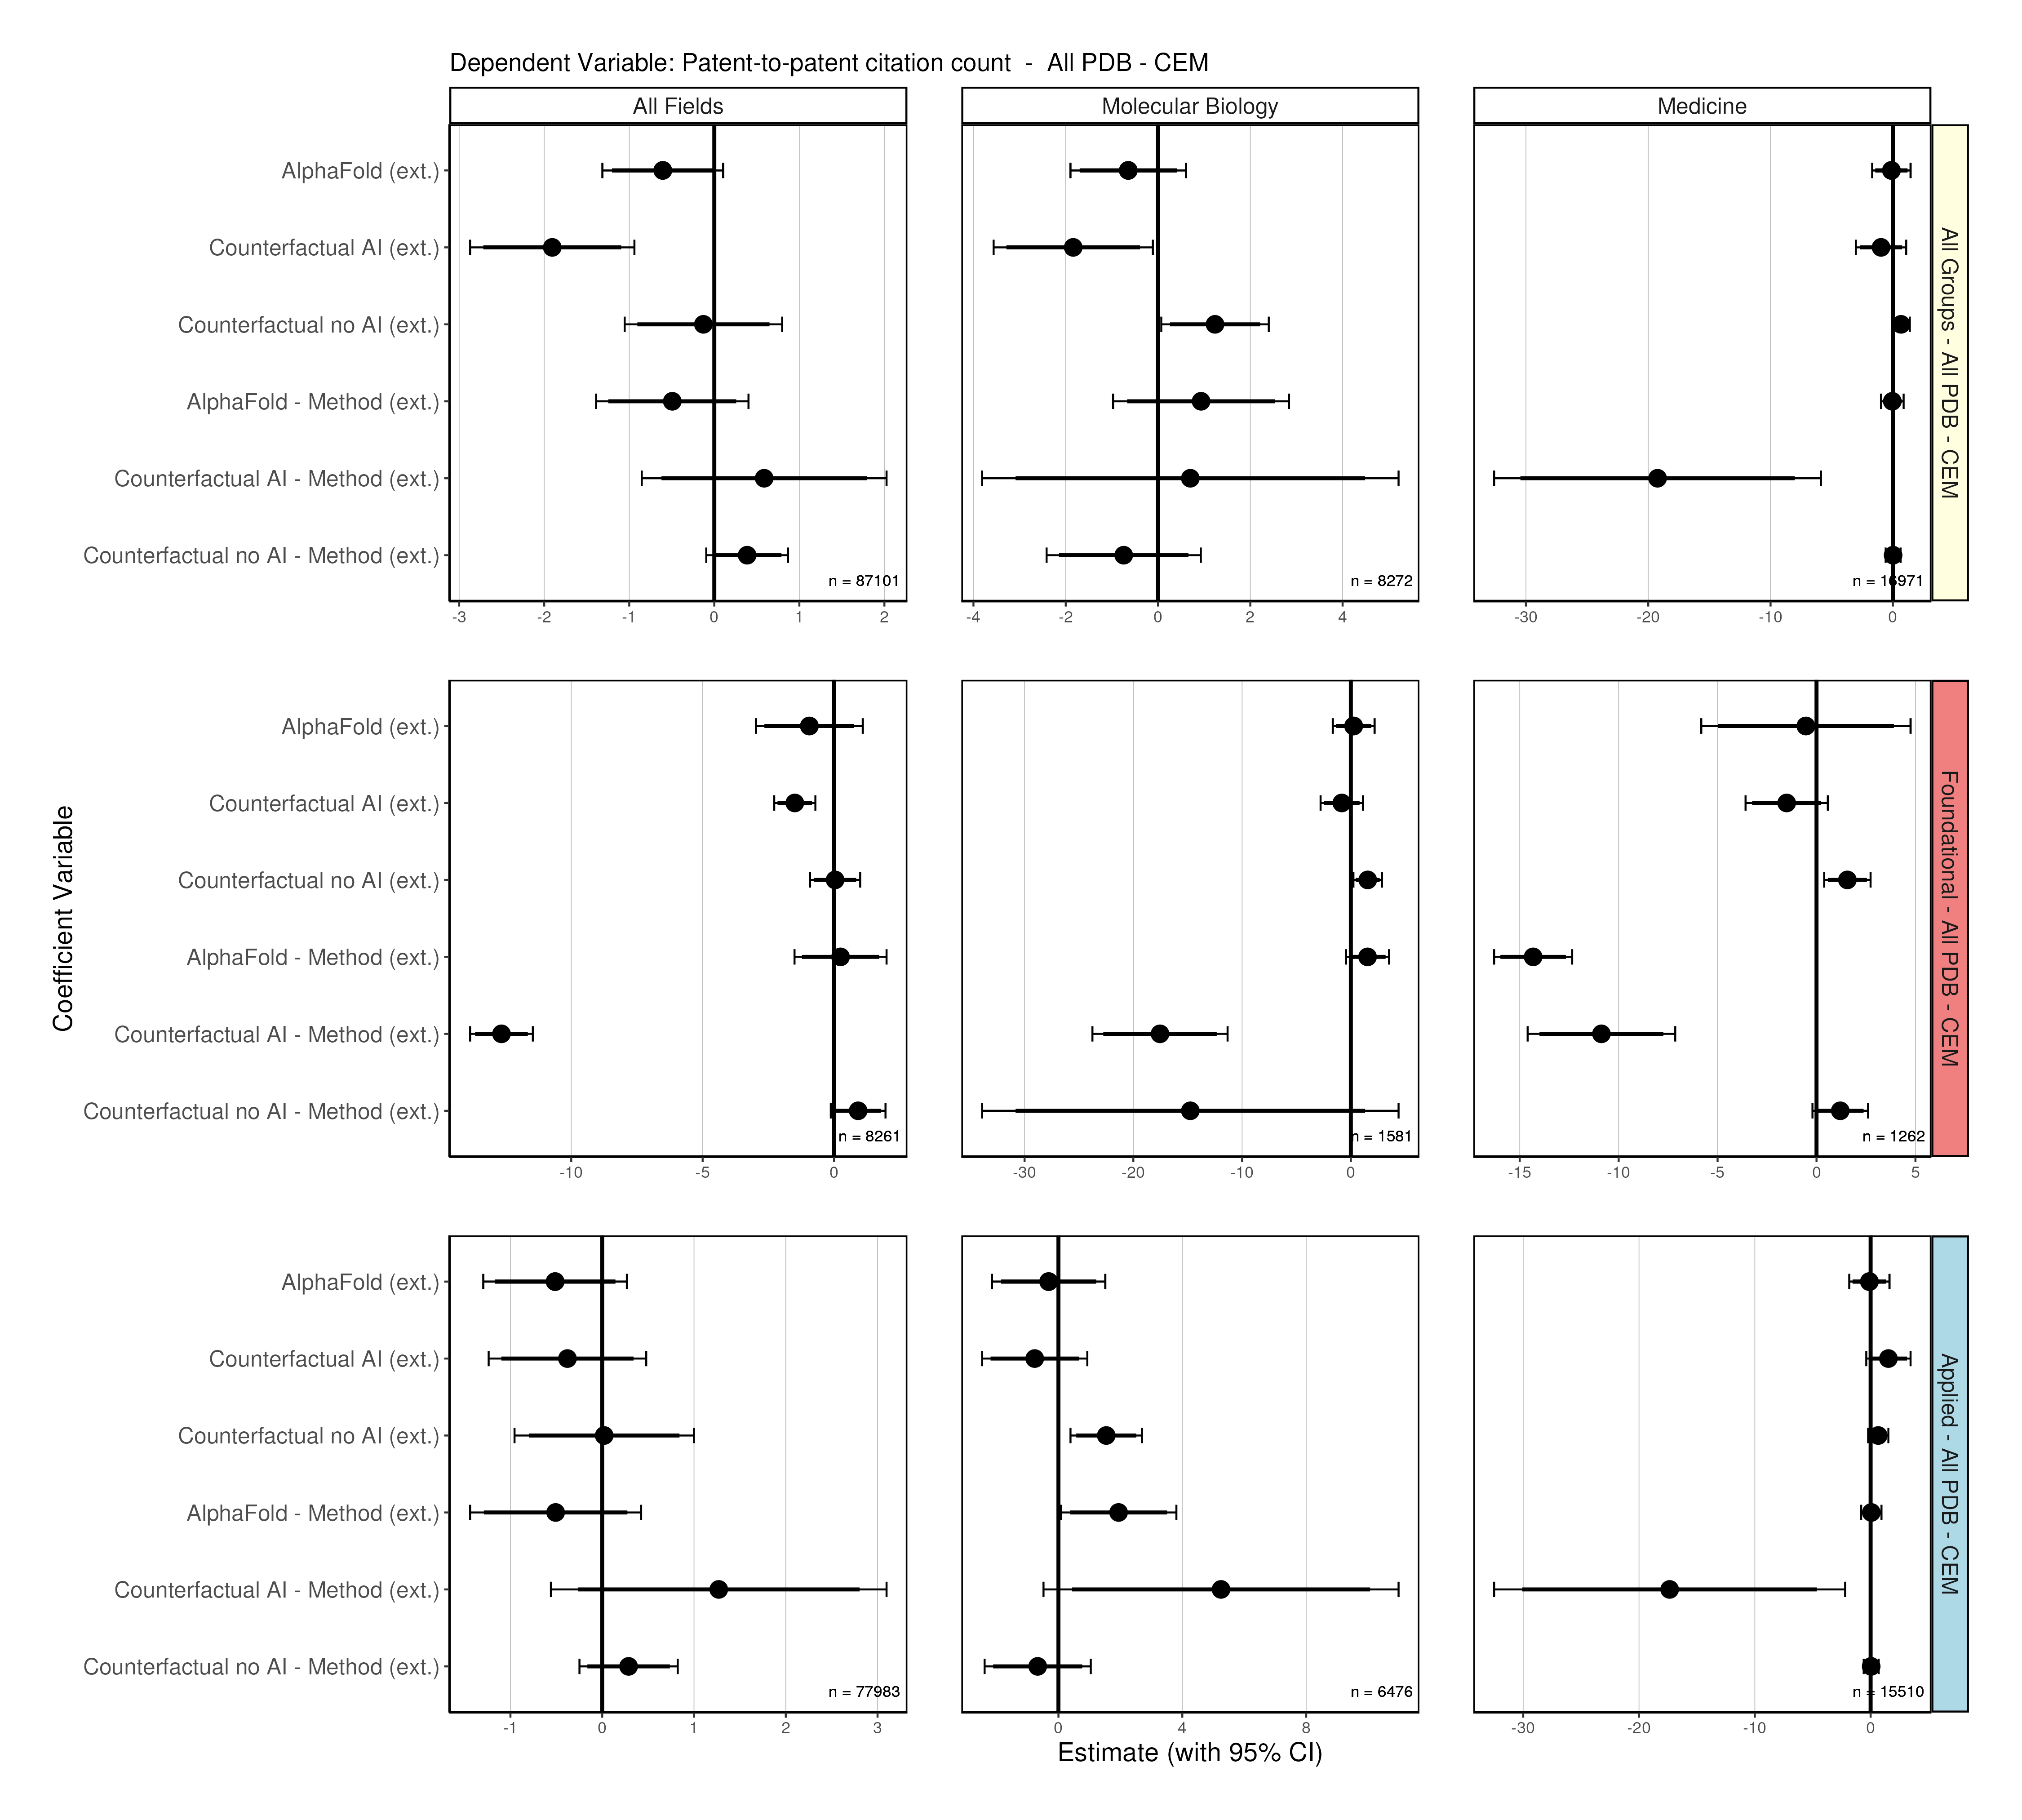 Dependent Variable: Patent-to-patent citation count - All PDB - CEM
All Fields
Molecular Biology
Medicine
AlphaFold (ext.)
Counterfactual AI (ext.)
Counterfactual no AI (ext.)
AlphaFold - Method (ext.)
Counterfactual AI - Method (ext.)
Counterfactual no AI - Method (ext.)
n = 87101
n = 8272
n = 16971
-3 -2 -1 0 1 2
-4 -2 0 2 4
-30 -20 -10 0
All Groups - All PDB - CEM
Coefficient Variable
AlphaFold (ext.)
Counterfactual AI (ext.)
Counterfactual no AI (ext.)
AlphaFold - Method (ext.)
Counterfactual AI - Method (ext.)
Counterfactual no AI - Method (ext.)
n = 8261
n = 1581
n = 1262
-10 -5 0
-30 -20 -10 0
-15 -10 -5 0 5
Foundational - All PDB - CEM
AlphaFold (ext.)
Counterfactual AI (ext.)
Counterfactual no AI (ext.)
AlphaFold - Method (ext.)
Counterfactual AI - Method (ext.)
Counterfactual no AI - Method (ext.)
n = 77983
n = 6476
n = 15510
-1 0 1 2 3
0 4 8
-30 -20 -10 0
Applied - All PDB - CEM
Estimate (with 95% CI)